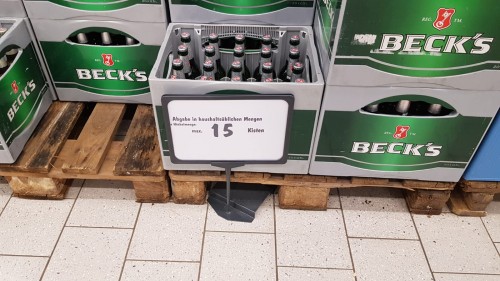 BECK'S
BECK'S
BECK'S
BECK'S
Abgabe in haushaltsüblichen Mengen
max. 15 Kisten